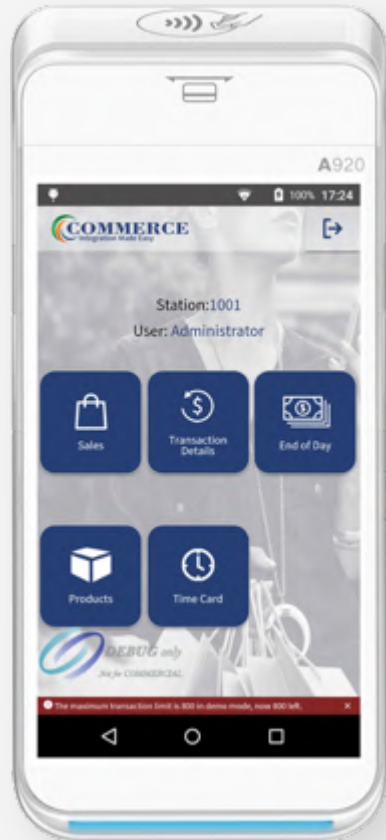 A920
100% 17:24
COMMERCE
Integration Made Easy
Station:1001
User: Administrator
Sales
Transaction
Details
End of Day
Products
Time Card
DEBUG only
Not for COMMERCIAL
The maximum transaction limit is 800 in demo mode, now 800 left.